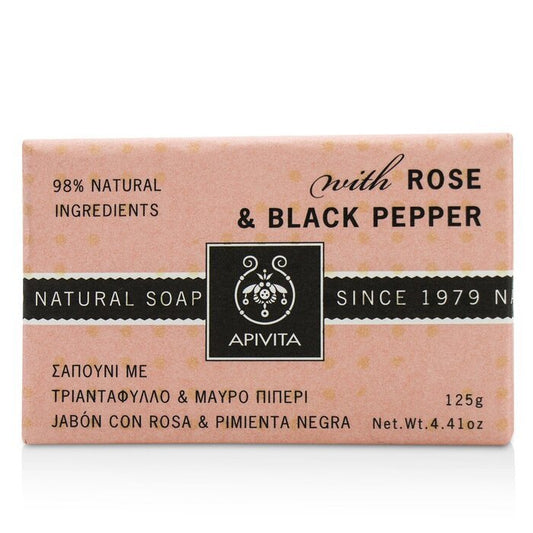 98% NATURAL
INGREDIENTS
with ROSE
& BLACK PEPPER
NATURAL SOAP
APIVITA
SINCE 1979 NA
ΣΑΠΟΥΝΙ ΜΕ
ΤΡΙΑΝΤΑΦΥΛΛΟ & ΜΑΥΡΟ ΠΙΠΕΡΙ
JABÓN CON ROSA & PIMIENTA NEGRA
125g
Net.Wt.4.41oz